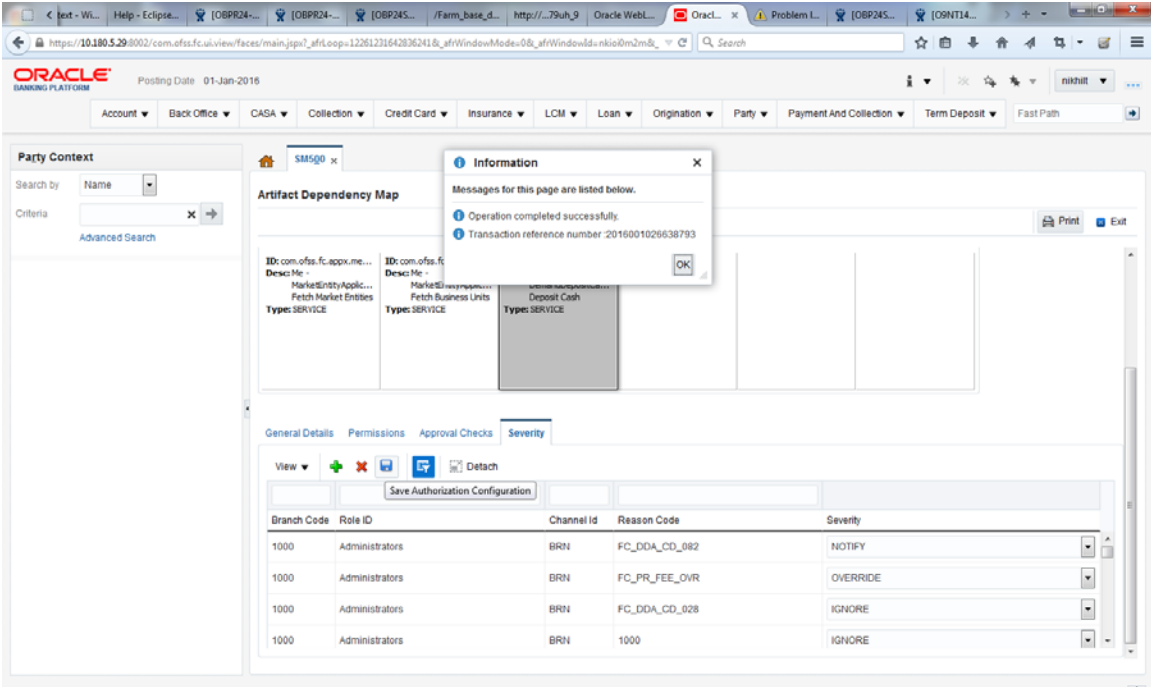 text - Wi... Help - Eclipse... [OBPR24-... [OBPR24-... [OBP24S... /Farm_base_d... http://...79uh_9 Oracle WebL... Oracl... x Problem l... [OBP24S... [O9NT14...
https://10.180.5.29:8002/com.ofss.fc.ui.view/faces/main.jspx?_afrLoop=12261231642836241&_afrWindowMode=0&_afrWindowId=nkioi0m2m&_ Search
ORACLE
BANKING PLATFORM
Posting Date 01-Jan-2016
nikhilt
Account Back Office CASA Collection Credit Card Insurance LCM Loan Origination Party Payment And Collection Term Deposit Fast Path
Party Context
Search by Name
Criteria
Advanced Search
SM500 x
Artifact Dependency Map
Information
Messages for this page are listed below.
Operation completed successfully.
Transaction reference number :2016001026638793
OK
Print Exit
ID: com.ofss.fc.appx.me...
Desc: Me -
MarketEntityApplic...
Fetch Market Entities
Type: SERVICE
ID: com.ofss.fc
Desc: Me -
Fetch Business Units
Type: SERVICE
Deposit Cash
Type: SERVICE
General Details Permissions Approval Checks Severity
View Detach
Save Authorization Configuration
Branch Code Role ID Channel Id Reason Code Severity
1000 Administrators BRN FC_DDA_CD_082 NOTIFY
1000 Administrators BRN FC_PR_FEE_OVR OVERRIDE
1000 Administrators BRN FC_DDA_CD_028 IGNORE
1000 Administrators BRN 1000 IGNORE